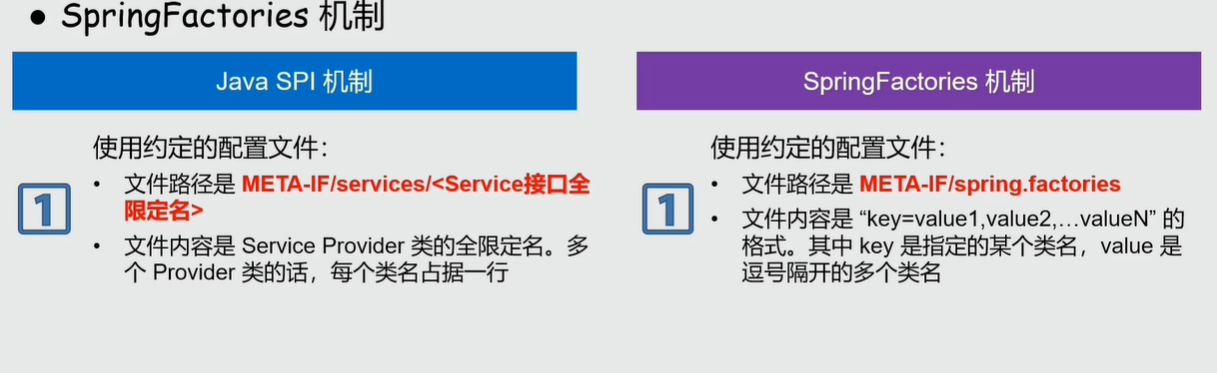 ● SpringFactories 机制
Java SPI 机制
使用约定的配置文件：
1
• 文件路径是 META-IF/services/<Service接口全
限定名>
• 文件内容是 Service Provider 类的全限定名。多
个 Provider 类的话，每个类名占据一行
SpringFactories 机制
使用约定的配置文件：
1
• 文件路径是 META-IF/spring.factories
• 文件内容是 “key=value1,value2,…valueN” 的
格式。其中 key 是指定的某个类名，value 是
逗号隔开的多个类名